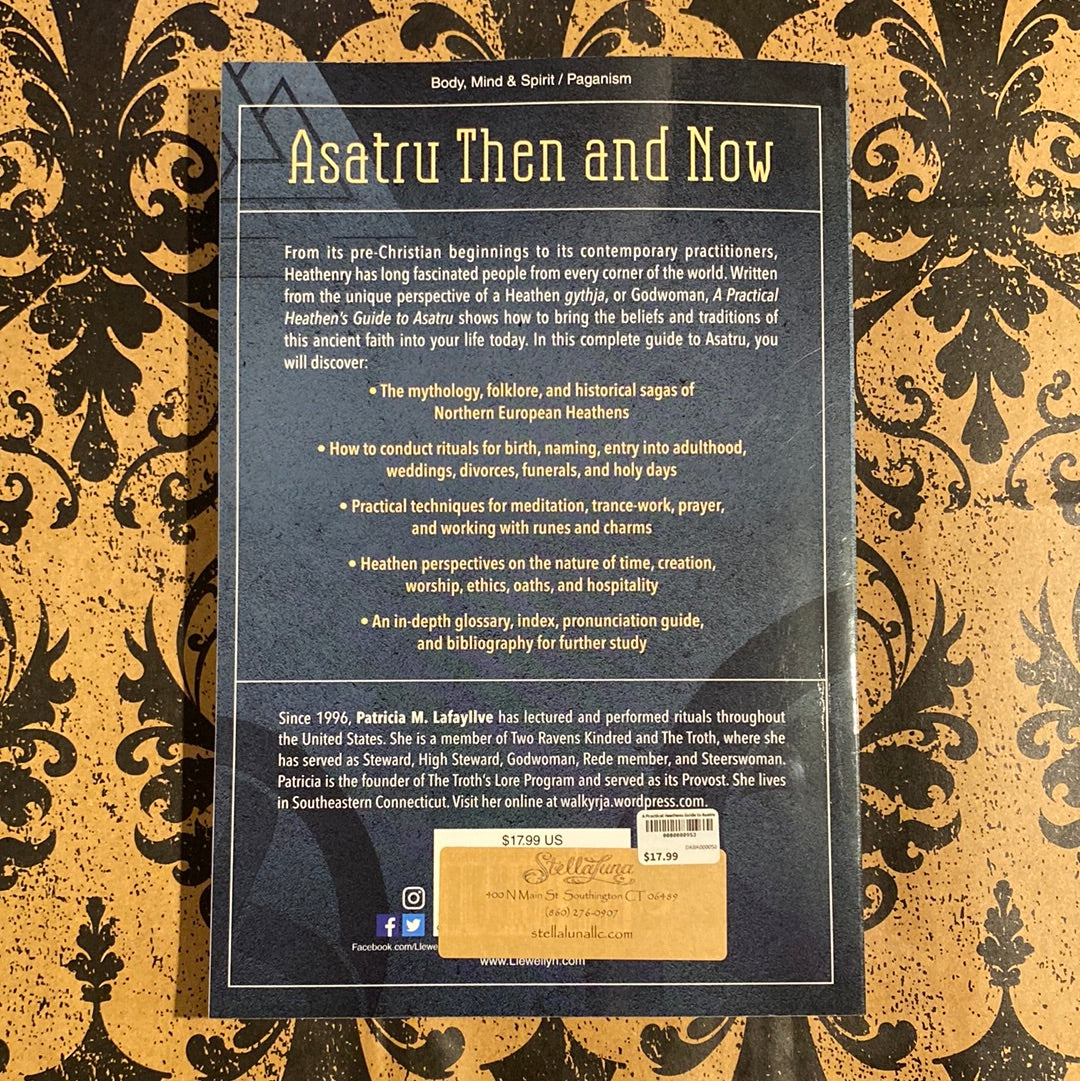 Body, Mind & Spirit / Paganism
Asatru Then and Now
From its pre-Christian beginnings to its contemporary practitioners,
Heathenry has long fascinated people from every corner of the world. Written
from the unique perspective of a Heathen gythja, or Godwoman, A Practical
Heathen's Guide to Asatru shows how to bring the beliefs and traditions of
this ancient faith into your life today. In this complete guide to Asatru, you
will discover:
• The mythology, folklore, and historical sagas of
Northern European Heathens
• How to conduct rituals for birth, naming, entry into adulthood,
weddings, divorces, funerals, and holy days
• Practical techniques for meditation, trance-work, prayer,
and working with runes and charms
• Heathen perspectives on the nature of time, creation,
worship, ethics, oaths, and hospitality
• An in-depth glossary, index, pronunciation guide,
and bibliography for further study
Since 1996, Patricia M. Lafayllve has lectured and performed rituals throughout
the United States. She is a member of Two Ravens Kindred and The Troth, where she
has served as Steward, High Steward, Godwoman, Rede member, and Steerswoman.
Patricia is the founder of The Troth's Lore Program and served as its Provost. She lives
in Southeastern Connecticut. Visit her online at walkyrja.wordpress.com.
$17.99 US
A Practical Heathens Guide to Asatru
$17.99
StellaLuna
400 N Main St Southington CT 06489
(860) 276-0907
stellalunallc.com
Facebook.com/Llewe
www.Llewellyn.com